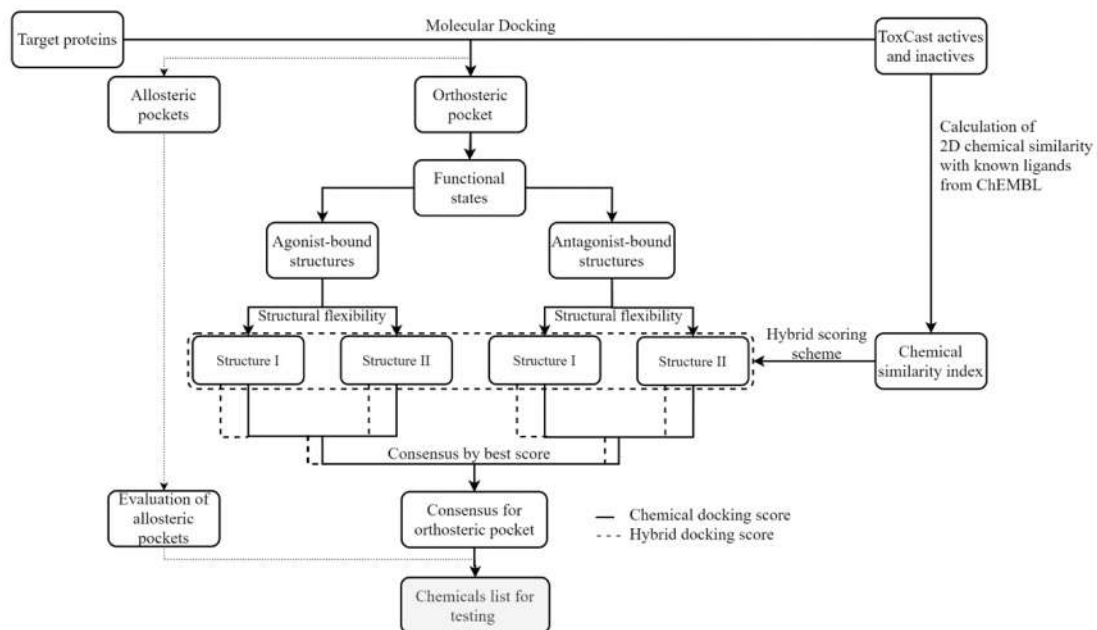 Target proteins
Molecular Docking
ToxCast actives
and inactives
Allosteric
pockets
Orthosteric
pocket
Calculation of
2D chemical similarity
with known ligands
from ChEMBL
Functional
states
Agonist-bound
structures
Antagonist-bound
structures
Structural flexibility
Structural flexibility
Structure I
Structure II
Structure I
Structure II
Hybrid scoring
scheme
Chemical
similarity index
Consensus by best score
Evaluation of
allosteric
pockets
Consensus for
orthosteric pocket
Chemical docking score
Hybrid docking score
Chemicals list for
testing